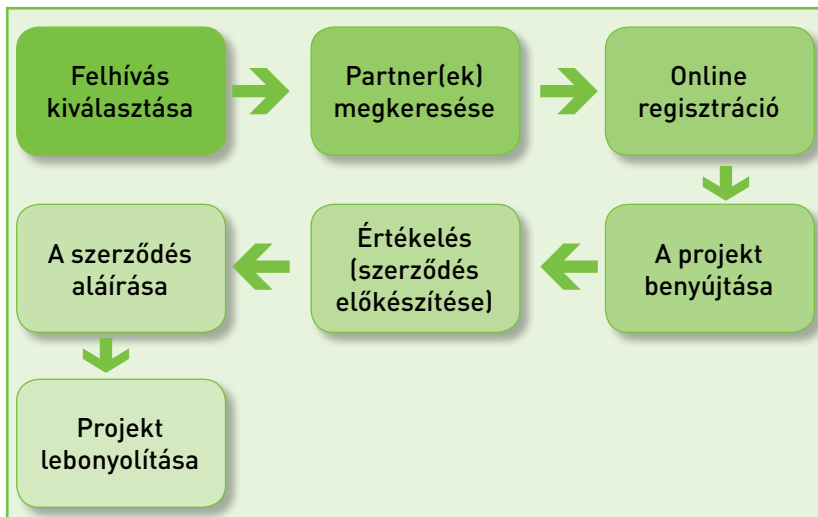 Felhívás
kiválasztása
Partner(ek)
megkeresése
Online
regisztráció
A projekt
benyújtása
Értékelés
(szerződés
előkészítése)
A szerződés
aláírása
Projekt
lebonyolítása